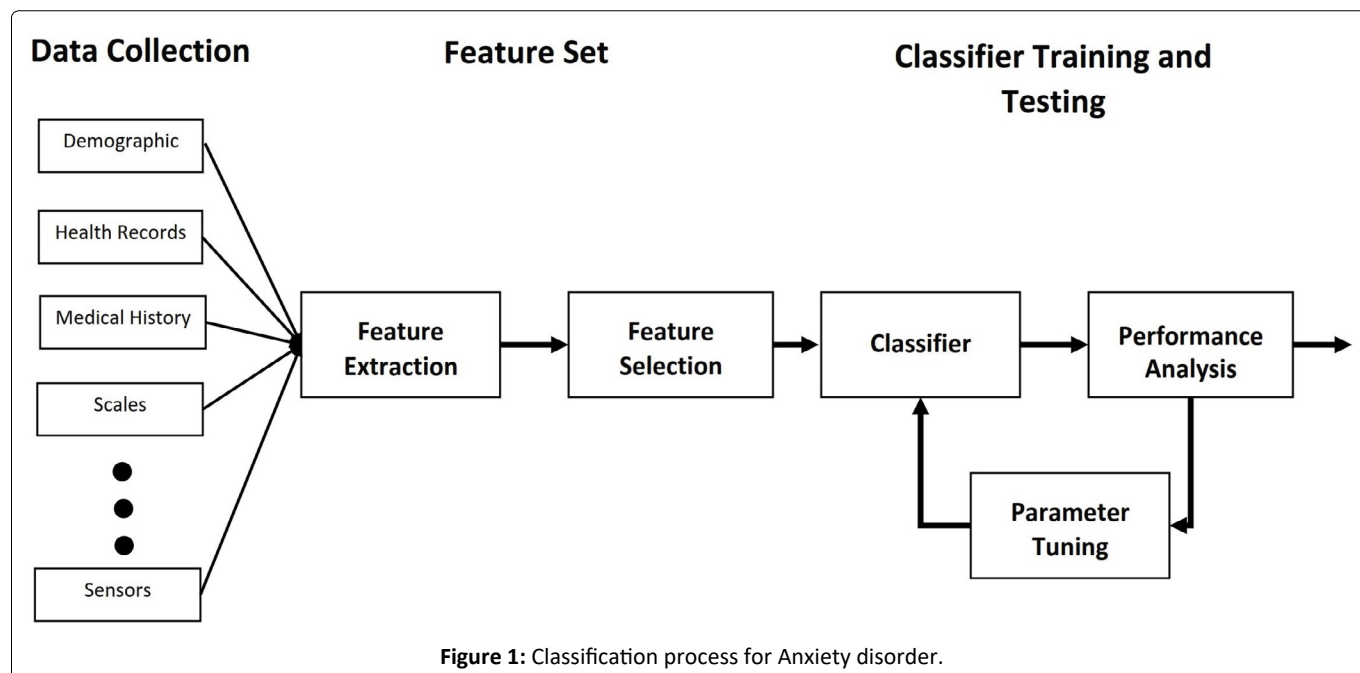 Data Collection
Feature Set
Classifier Training and
Testing
Demographic
Health Records
Medical History
Scales
Sensors
Feature
Extraction
Feature
Selection
Classifier
Performance
Analysis
Parameter
Tuning
Figure 1: Classification process for Anxiety disorder.